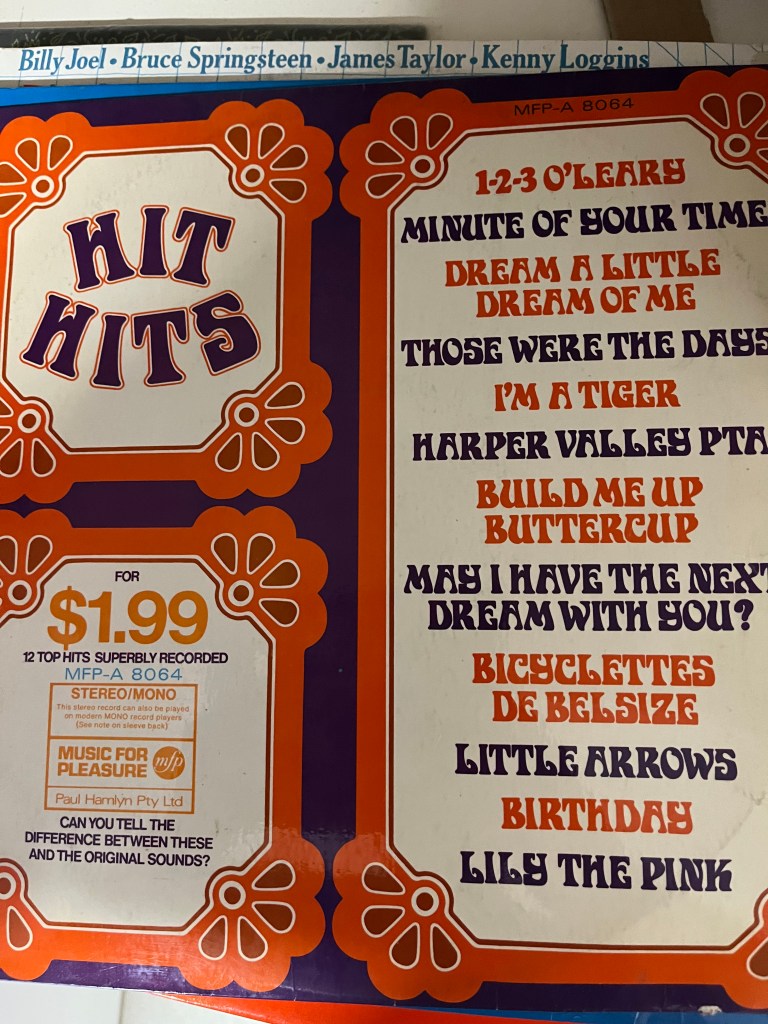 Billy Joel • Bruce Springsteen • James Taylor • Kenny Loggins
HIT
HITS
FOR
$1.99
12 TOP HITS SUPERBLY RECORDED
MFP-A 8064
STEREO/MONO
This stereo record can also be played
on modern MONO record players
(See note on sleeve back)
MUSIC FOR
PLEASURE mfp
Paul Hamlyn Pty Ltd
CAN YOU TELL THE
DIFFERENCE BETWEEN THESE
AND THE ORIGINAL SOUNDS?
MFP-A 8064
1-2-3 O'LEARY
MINUTE OF YOUR TIME
DREAM A LITTLE
DREAM OF ME
THOSE WERE THE DAYS
I'M A TIGER
HARPER VALLEY PTA
BUILD ME UP
BUTTERCUP
MAY I HAVE THE NEXT
DREAM WITH YOU?
BICYCLETTES
DE BELSIZE
LITTLE ARROWS
BIRTHDAY
LILY THE PINK